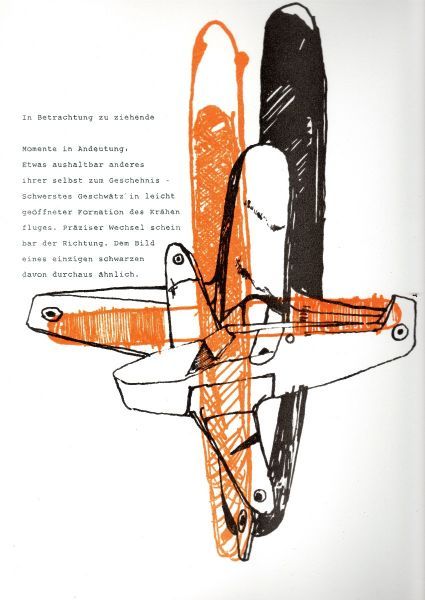 In Betrachtung zu ziehende
Momente in Andeutung.
Etwas aushaltbar anderes
ihrer selbst zum Geschehnis -
Schwerstes Geschwätz in leicht
geöffneter Formation des Krähen
fluges. Präziser Wechsel schein
bar der Richtung. Dem Bild
eines einzigen schwarzen
davon durchaus ähnlich.